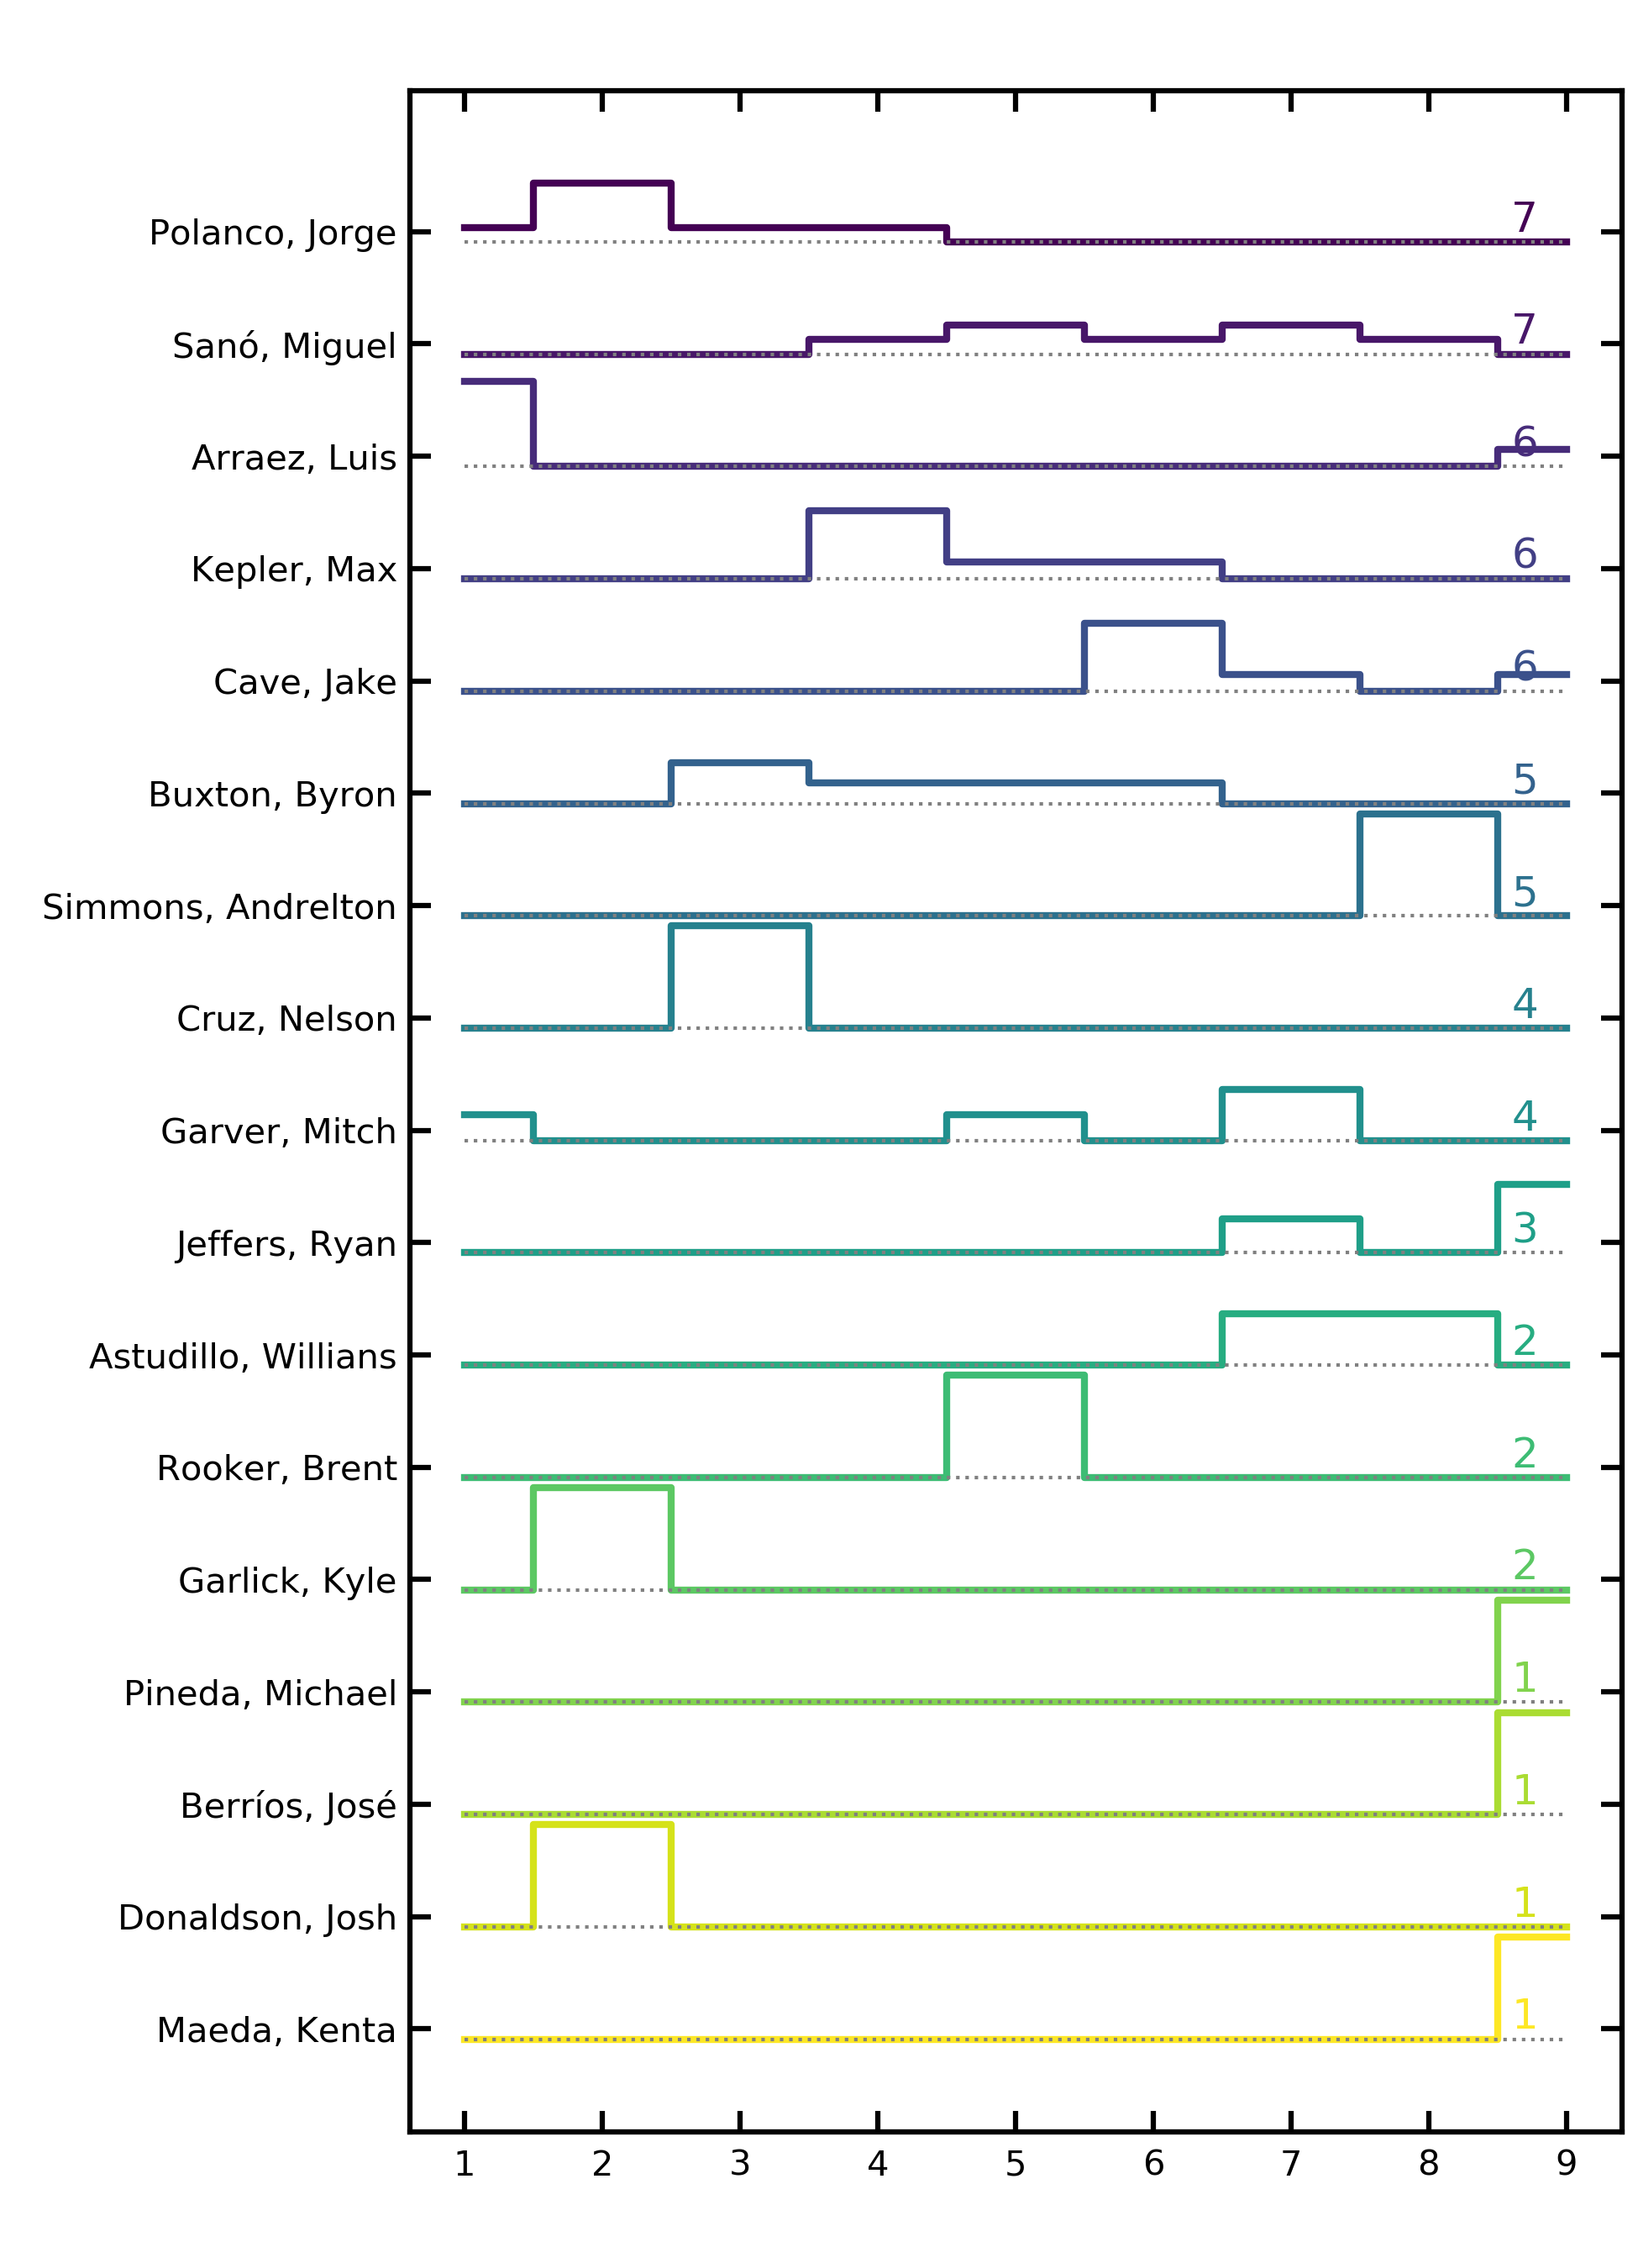 Polanco, Jorge 7
Sanó, Miguel 7
Arraez, Luis 6
Kepler, Max 6
Cave, Jake 6
Buxton, Byron 5
Simmons, Andrelton 5
Cruz, Nelson 4
Garver, Mitch 4
Jeffers, Ryan 3
Astudillo, Willians 2
Rooker, Brent 2
Garlick, Kyle 2
Pineda, Michael 1
Berríos, José 1
Donaldson, Josh 1
Maeda, Kenta 1
1 2 3 4 5 6 7 8 9